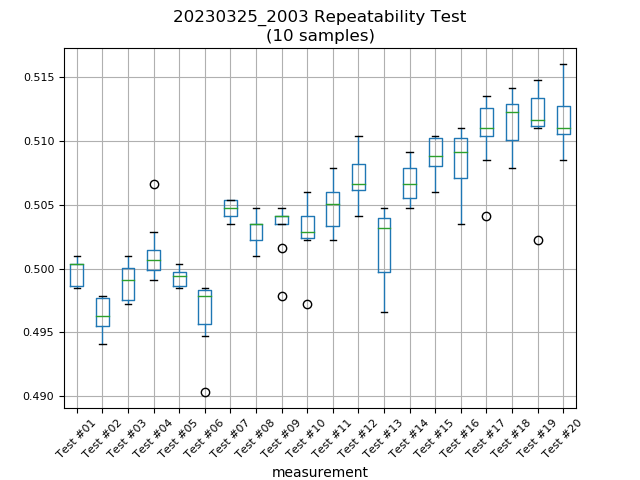 20230325_2003 Repeatability Test
(10 samples)
0.515
0.510
0.505
0.500
0.495
0.490
Test #01
Test #02
Test #03
Test #04
Test #05
Test #06
Test #07
Test #08
Test #09
Test #10
Test #11
Test #12
Test #13
Test #14
Test #15
Test #16
Test #17
Test #18
Test #19
Test #20
measurement